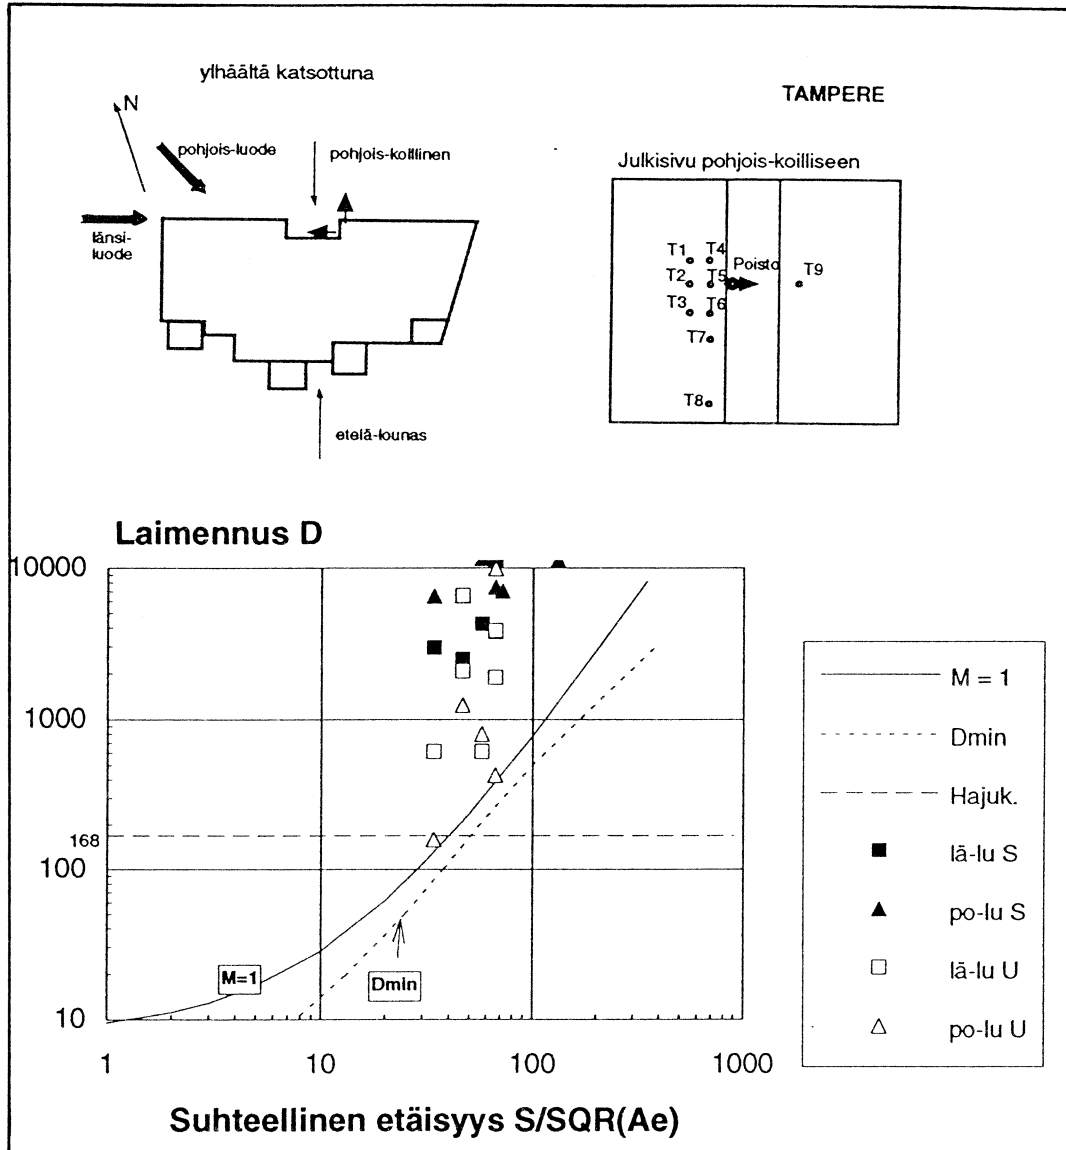 ylhäältä katsottuna
TAMPERE
N
pohjois-luode
pohjois-koillinen
Julkisivu pohjois-koilliseen
länsi-
luode
etelä-lounas
T1
T4
Poisto
T9
T2
T5
T3
T6
T7
T8
Laimennus D
10000
1000
168
100
10
M=1
Dmin
1
10
100
1000
Suhteellinen etäisyys S/SQR(Ae)
M = 1
Dmin
Hajuk.
lä-lu S
po-lu S
lä-lu U
po-lu U